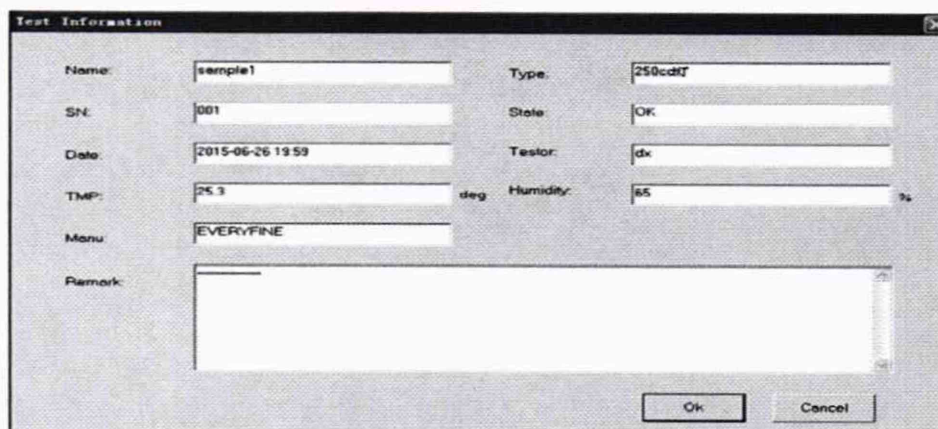 Test Information
Name: semple1 Type: 250cdfIJ
SN: 001 State: OK
Date: 2015-06-26 19:59 Testor: dx
TMP: 25.3 deg Humidity: 65 %
Manu: EVERYFINE
Remark:
Ok Cancel